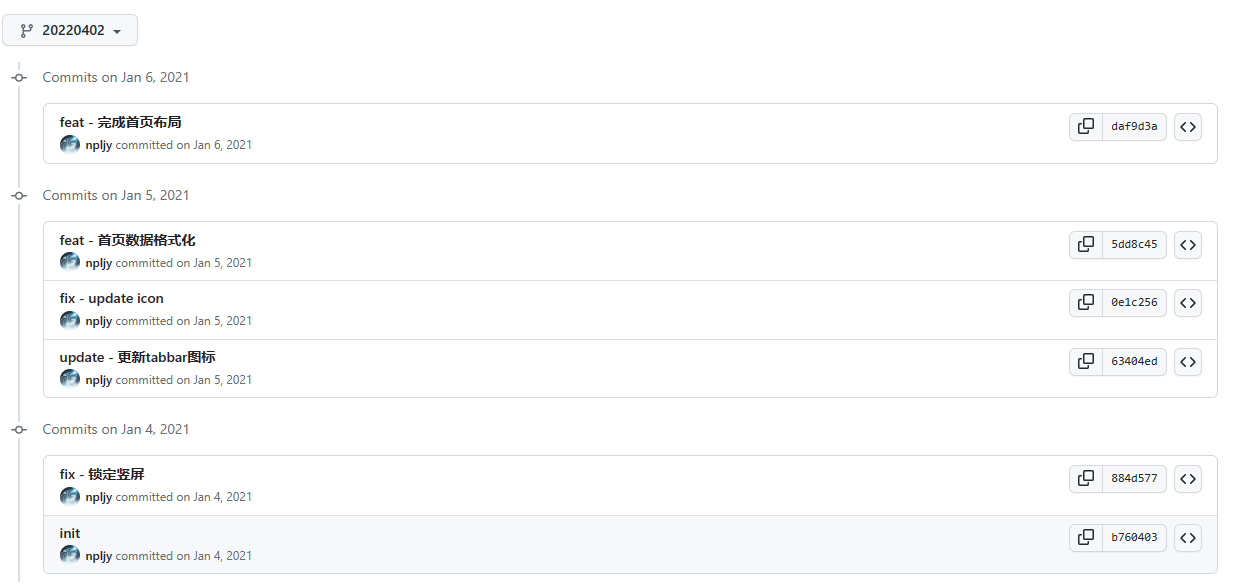 20220402
Commits on Jan 6, 2021
feat - 完成首页布局
daf9d3a
npljy committed on Jan 6, 2021
Commits on Jan 5, 2021
feat - 首页数据格式化
5dd8c45
npljy committed on Jan 5, 2021
fix - update icon
0e1c256
npljy committed on Jan 5, 2021
update - 更新tabbar图标
63404ed
npljy committed on Jan 5, 2021
Commits on Jan 4, 2021
fix - 锁定竖屏
884d577
npljy committed on Jan 4, 2021
init
b760403
npljy committed on Jan 4, 2021